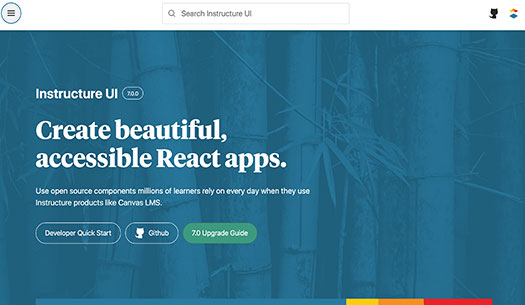 Search Instructure UI
Instructure UI 7.0.0
Create beautiful,
accessible React apps.
Use open source components millions of learners rely on every day when they use
Instructure products like Canvas LMS.
Developer Quick Start Github 7.0 Upgrade Guide